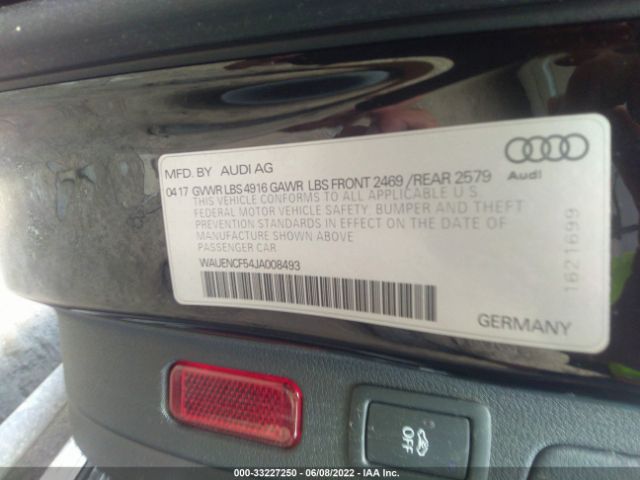 MFD. BY AUDI AG
0417 GVWR LBS 4916 GAWR LBS FRONT 2469 /REAR 2579
THIS VEHICLE CONFORMS TO ALL APPLICABLE U.S.
FEDERAL MOTOR VEHICLE SAFETY, BUMPER AND THEFT
PREVENTION STANDARDS IN EFFECT ON THE DATE OF
MANUFACTURE SHOWN ABOVE
PASSENGER CAR
WAUENCF54JA008493
Audi
1621699
GERMANY
OFF
000-33227250 | 06/08/2022 - IAA Inc.